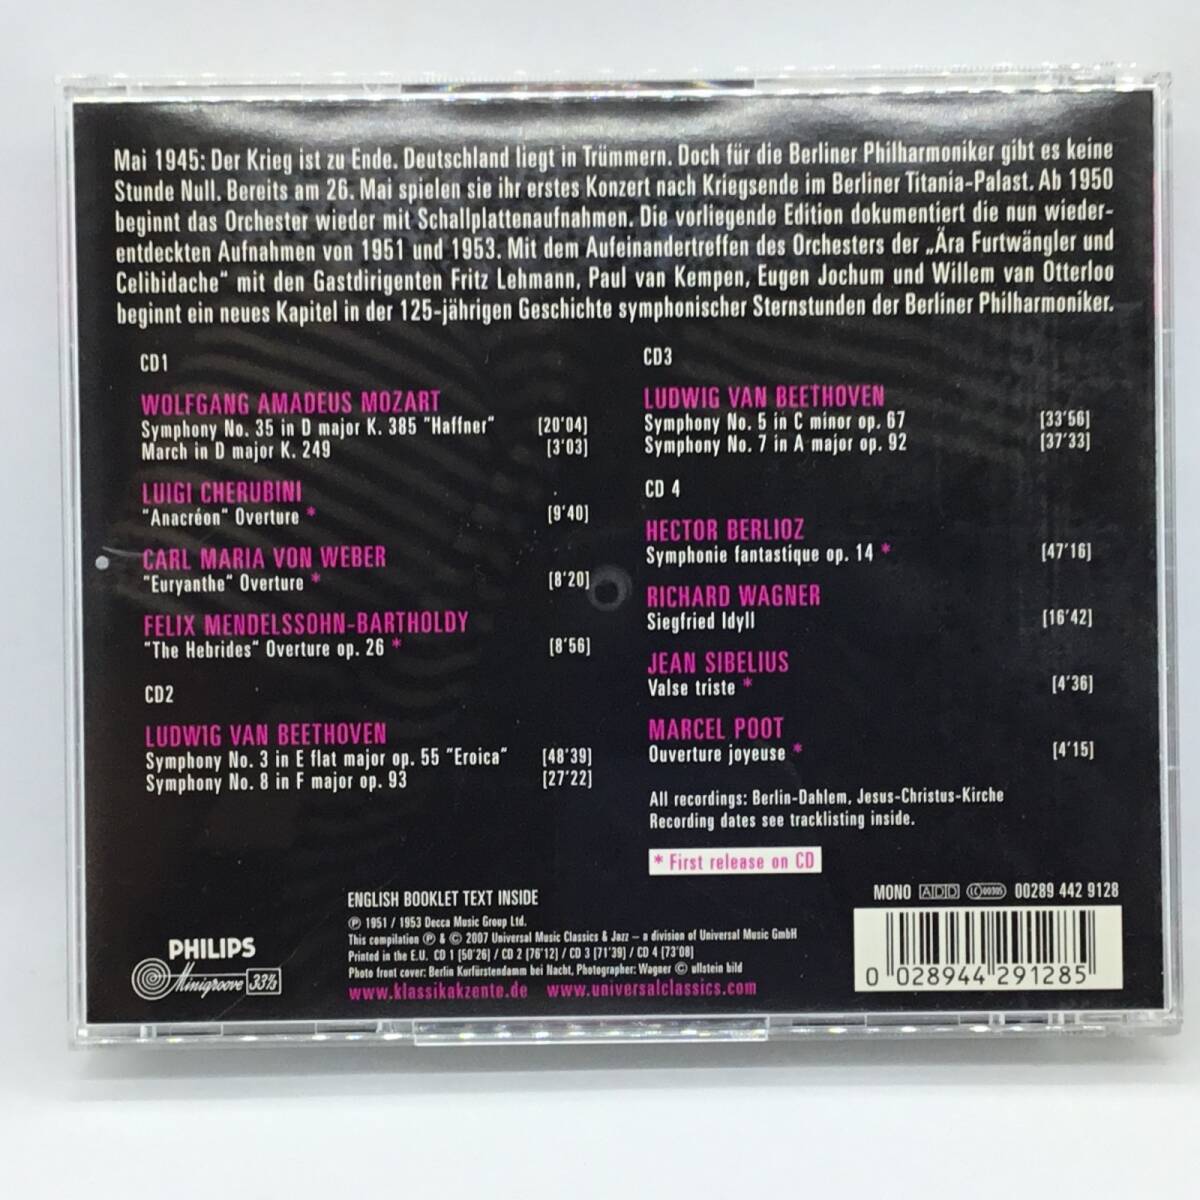 Mai 1945: Der Krieg ist zu Ende. Deutschland liegt in Trümmern. Doch für die Berliner Philharmoniker gibt es keine
Stunde Null. Bereits am 26. Mai spielen sie ihr erstes Konzert nach Kriegsende im Berliner Titania-Palast. Ab 1950
beginnt das Orchester wieder mit Schallplattenaufnahmen. Die vorliegende Edition dokumentiert die nun wieder-
entdeckten Aufnahmen von 1951 und 1953. Mit dem Aufeinandertreffen des Orchesters der „Ära Furtwängler und
Celibidache“ mit den Gastdirigenten Fritz Lehmann, Paul van Kempen, Eugen Jochum und Willem van Otterloo
beginnt ein neues Kapitel in der 125-jährigen Geschichte symphonischer Sternstunden der Berliner Philharmoniker.
CD1
WOLFGANG AMADEUS MOZART
Symphony No. 35 in D major K. 385 "Haffner" [20'04]
March in D major K. 249 [3'03]
LUIGI CHERUBINI
"Anacréon" Overture * [9'40]
CARL MARIA VON WEBER
"Euryanthe" Overture * [8'20]
FELIX MENDELSSOHN-BARTHOLDY
"The Hebrides" Overture op. 26 * [8'56]
CD2
LUDWIG VAN BEETHOVEN
Symphony No. 3 in E flat major op. 55 "Eroica" [48'39]
Symphony No. 8 in F major op. 93 [27'22]
CD3
LUDWIG VAN BEETHOVEN
Symphony No. 5 in C minor op. 67 [33'56]
Symphony No. 7 in A major op. 92 [37'33]
CD 4
HECTOR BERLIOZ
Symphonie fantastique op. 14 * [47'16]
RICHARD WAGNER
Siegfried Idyll [16'42]
JEAN SIBELIUS
Valse triste * [4'36]
MARCEL POOT
Ouverture joyeuse * [4'15]
All recordings: Berlin-Dahlem, Jesus-Christus-Kirche
Recording dates see tracklisting inside.
* First release on CD
ENGLISH BOOKLET TEXT INSIDE
℗ 1951 / 1953 Decca Music Group Ltd.
This compilation ℗ & © 2007 Universal Music Classics & Jazz – a division of Universal Music GmbH
Printed in the E.U. CD 1 [50'26] / CD 2 [76'12] / CD 3 [71'39] / CD 4 [73'08]
Photo front cover: Berlin Kurfürstendamm bei Nacht, Photographer: Wagner © ullstein bild
www.klassikakzente.de www.universalclassics.com
PHILIPS
Minigroove 33⅓
MONO ADD LC 00305 00289 442 9128
0 028944 291285